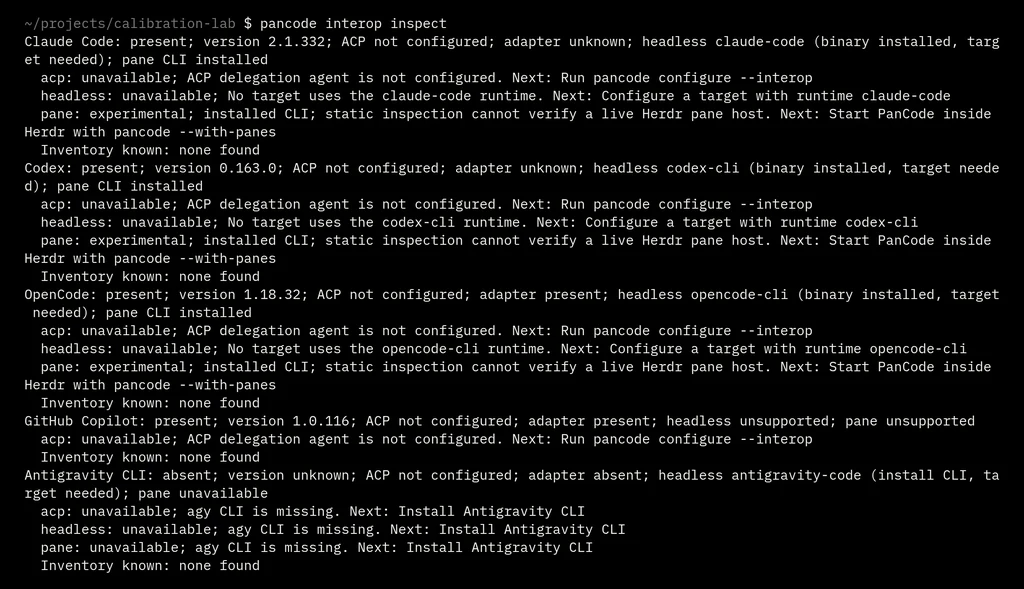 ~/projects/calibration-lab $ pancode interop inspect
Claude Code: present; version 2.1.332; ACP not configured; adapter unknown; headless claude-code (binary installed, targ
et needed); pane CLI installed
  acp: unavailable; ACP delegation agent is not configured. Next: Run pancode configure --interop
  headless: unavailable; No target uses the claude-code runtime. Next: Configure a target with runtime claude-code
  pane: experimental; installed CLI; static inspection cannot verify a live Herdr pane host. Next: Start PanCode inside
Herdr with pancode --with-panes
  Inventory known: none found
Codex: present; version 0.163.0; ACP not configured; adapter unknown; headless codex-cli (binary installed, target neede
d); pane CLI installed
  acp: unavailable; ACP delegation agent is not configured. Next: Run pancode configure --interop
  headless: unavailable; No target uses the codex-cli runtime. Next: Configure a target with runtime codex-cli
  pane: experimental; installed CLI; static inspection cannot verify a live Herdr pane host. Next: Start PanCode inside
Herdr with pancode --with-panes
  Inventory known: none found
OpenCode: present; version 1.18.32; ACP not configured; adapter present; headless opencode-cli (binary installed, target
 needed); pane CLI installed
  acp: unavailable; ACP delegation agent is not configured. Next: Run pancode configure --interop
  headless: unavailable; No target uses the opencode-cli runtime. Next: Configure a target with runtime opencode-cli
  pane: experimental; installed CLI; static inspection cannot verify a live Herdr pane host. Next: Start PanCode inside
Herdr with pancode --with-panes
  Inventory known: none found
GitHub Copilot: present; version 1.0.116; ACP not configured; adapter present; headless unsupported; pane unsupported
  acp: unavailable; ACP delegation agent is not configured. Next: Run pancode configure --interop
  Inventory known: none found
Antigravity CLI: absent; version unknown; ACP not configured; adapter absent; headless antigravity-code (install CLI, ta
rget needed); pane unavailable
  acp: unavailable; agy CLI is missing. Next: Install Antigravity CLI
  headless: unavailable; agy CLI is missing. Next: Install Antigravity CLI
  pane: unavailable; agy CLI is missing. Next: Install Antigravity CLI
  Inventory known: none found